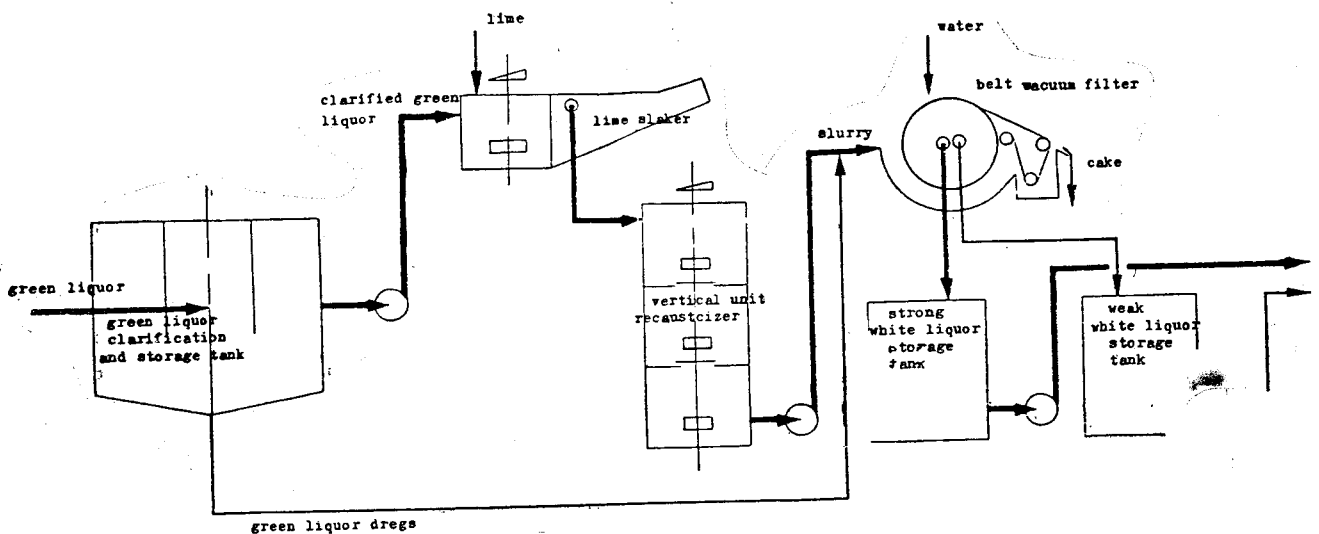 lime
water
belt wacuum filter
clarified green
liquor
lime slaker
slurry
cake
green liquor
green liquor
clarification
and storage tank
vertical unit
recaustcizer
strong
white liquor
storage
tank
weak
white liquor
storage
tank
green liquor dregs